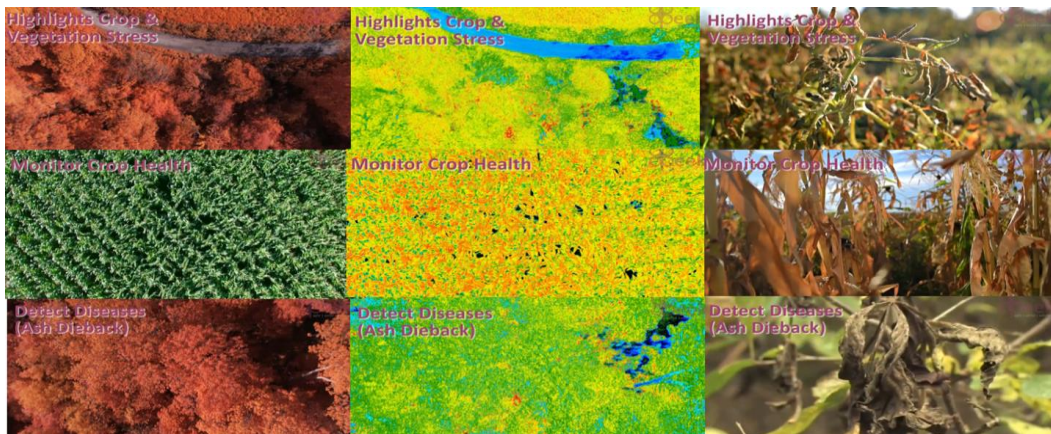 Highlights Crop &
Vegetation Stress
Highlights Crop &
Vegetation Stress
Highlights Crop &
Vegetation Stress
Monitor Crop Health
Monitor Crop Health
Monitor Crop Health
Detect Diseases
(Ash Dieback)
Detect Diseases
(Ash Dieback)
Detect Diseases
(Ash Dieback)